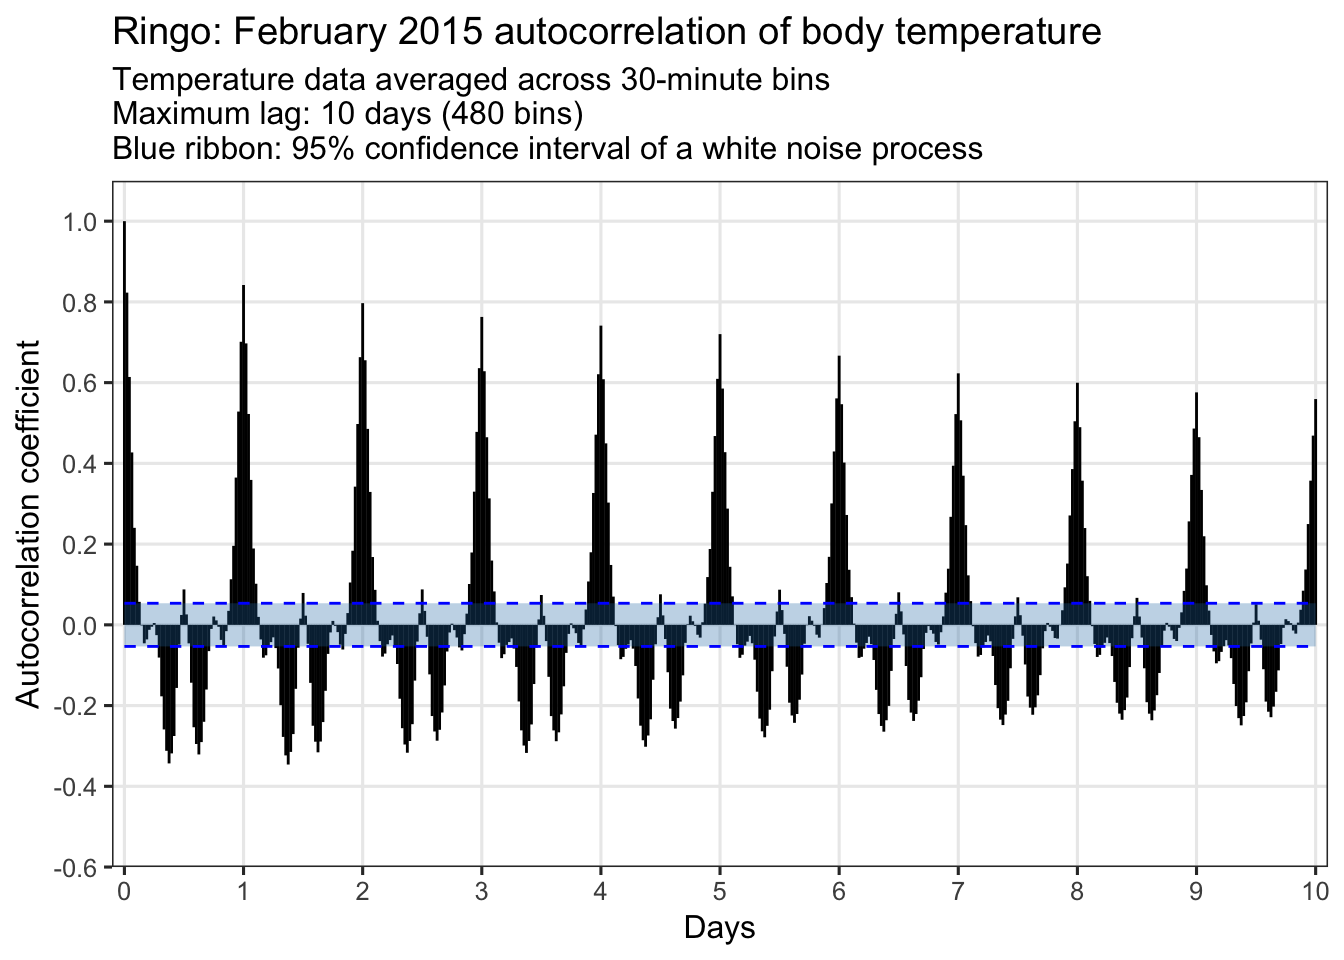 Ringo: February 2015 autocorrelation of body temperature
Temperature data averaged across 30-minute bins
Maximum lag: 10 days (480 bins)
Blue ribbon: 95% confidence interval of a white noise process
Autocorrelation coefficient
1.0
0.8
0.6
0.4
0.2
0.0
-0.2
-0.4
-0.6
0 1 2 3 4 5 6 7 8 9 10
Days